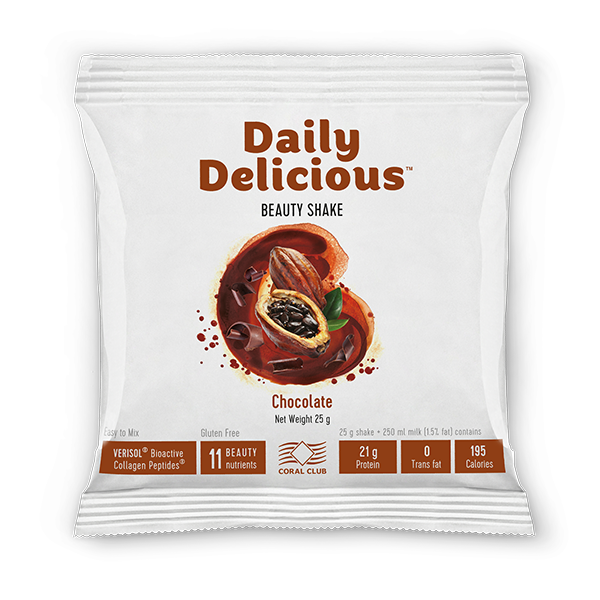 Daily
Delicious™
BEAUTY SHAKE
Chocolate
Net Weight 25 g
Easy to Mix
VERISOL® Bioactive
Collagen Peptides®
Gluten Free
11 BEAUTY
nutrients
CORAL CLUB
25 g shake + 250 ml milk (1.5% fat) contains
21 g
Protein
0
Trans fat
195
Calories